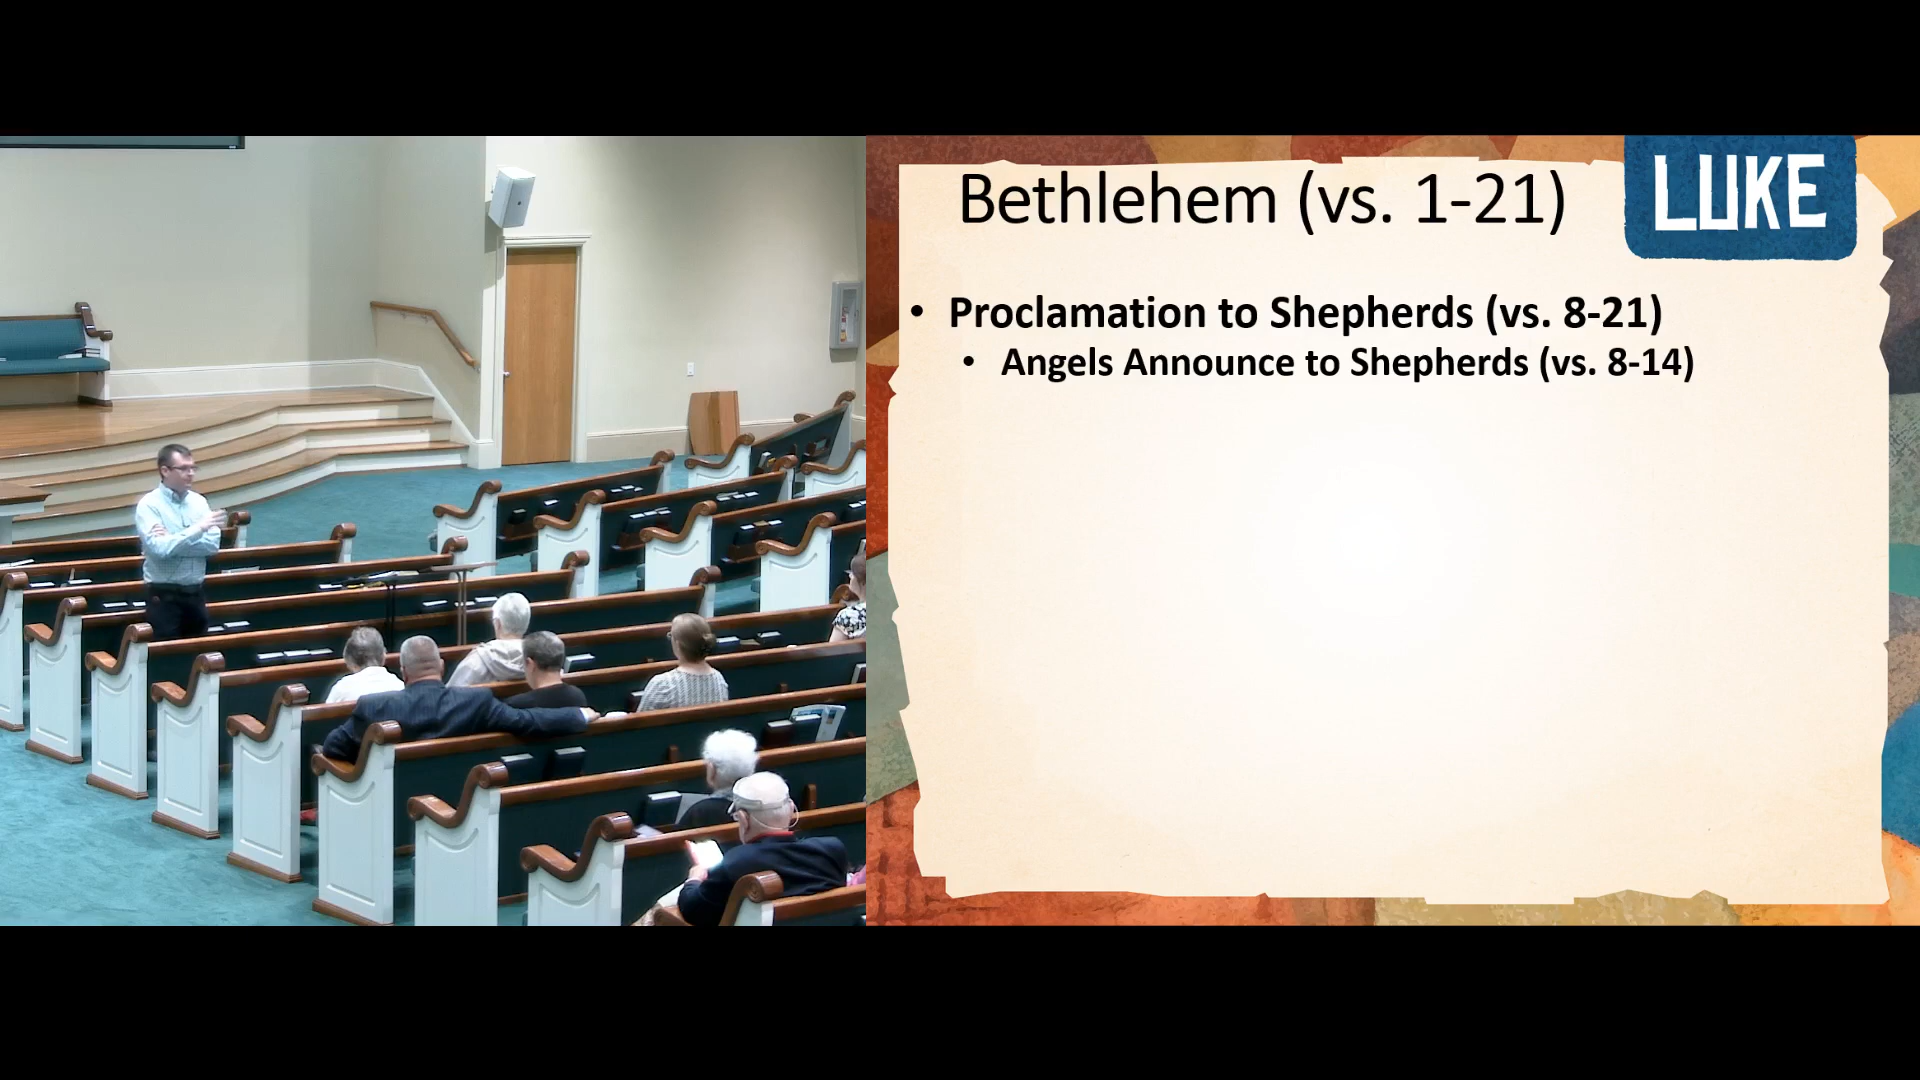 Bethlehem (vs. 1-21)
LUKE
• Proclamation to Shepherds (vs. 8-21)
• Angels Announce to Shepherds (vs. 8-14)